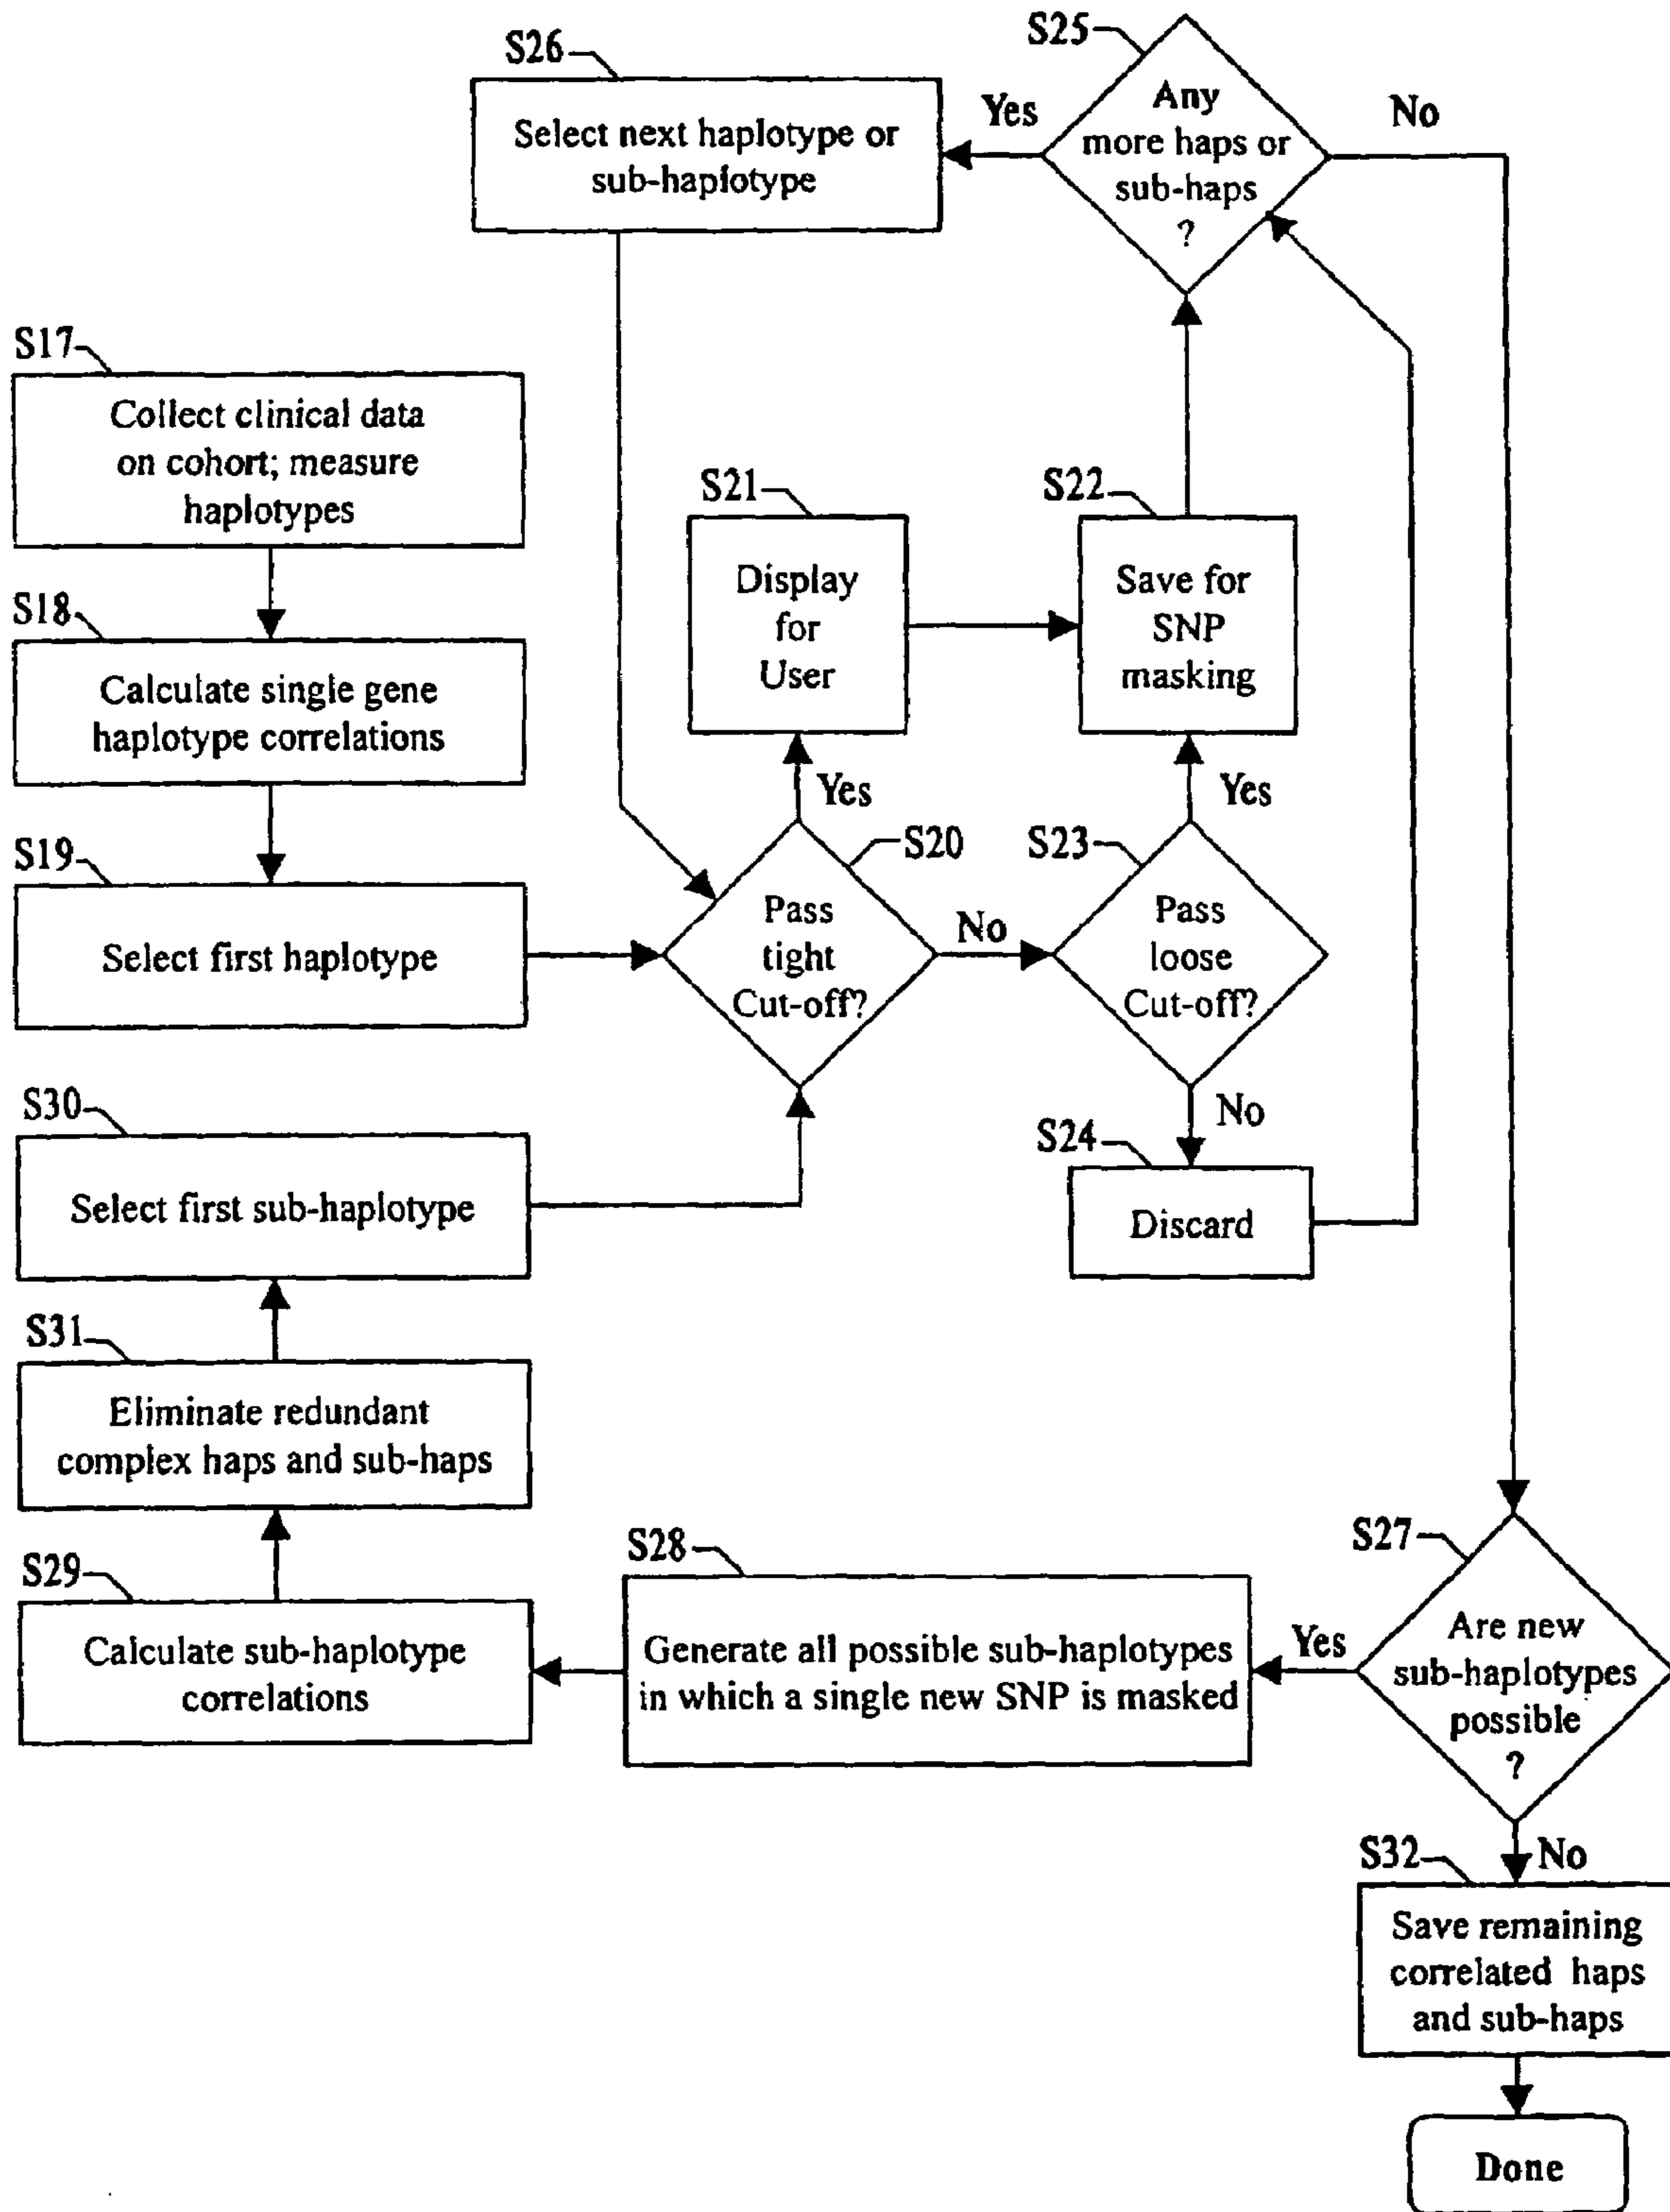 S25
S26
Any
more haps or
sub-haps
?
Yes
No
Select next haplotype or
sub-haplotype
S17
Collect clinical data
on cohort; measure
haplotypes
S21
Display
for
User
S22
Save for
SNP
masking
S18
Calculate single gene
haplotype correlations
Yes
Yes
S19
Select first haplotype
S20
Pass
tight
Cut-off?
No
S23
Pass
loose
Cut-off?
No
S24
Discard
S30
Select first sub-haplotype
S31
Eliminate redundant
complex haps and sub-haps
S29
Calculate sub-haplotype
correlations
S28
Generate all possible sub-haplotypes
in which a single new SNP is masked
Yes
S27
Are new
sub-haplotypes
possible
?
No
S32
Save remaining
correlated haps
and sub-haps
Done